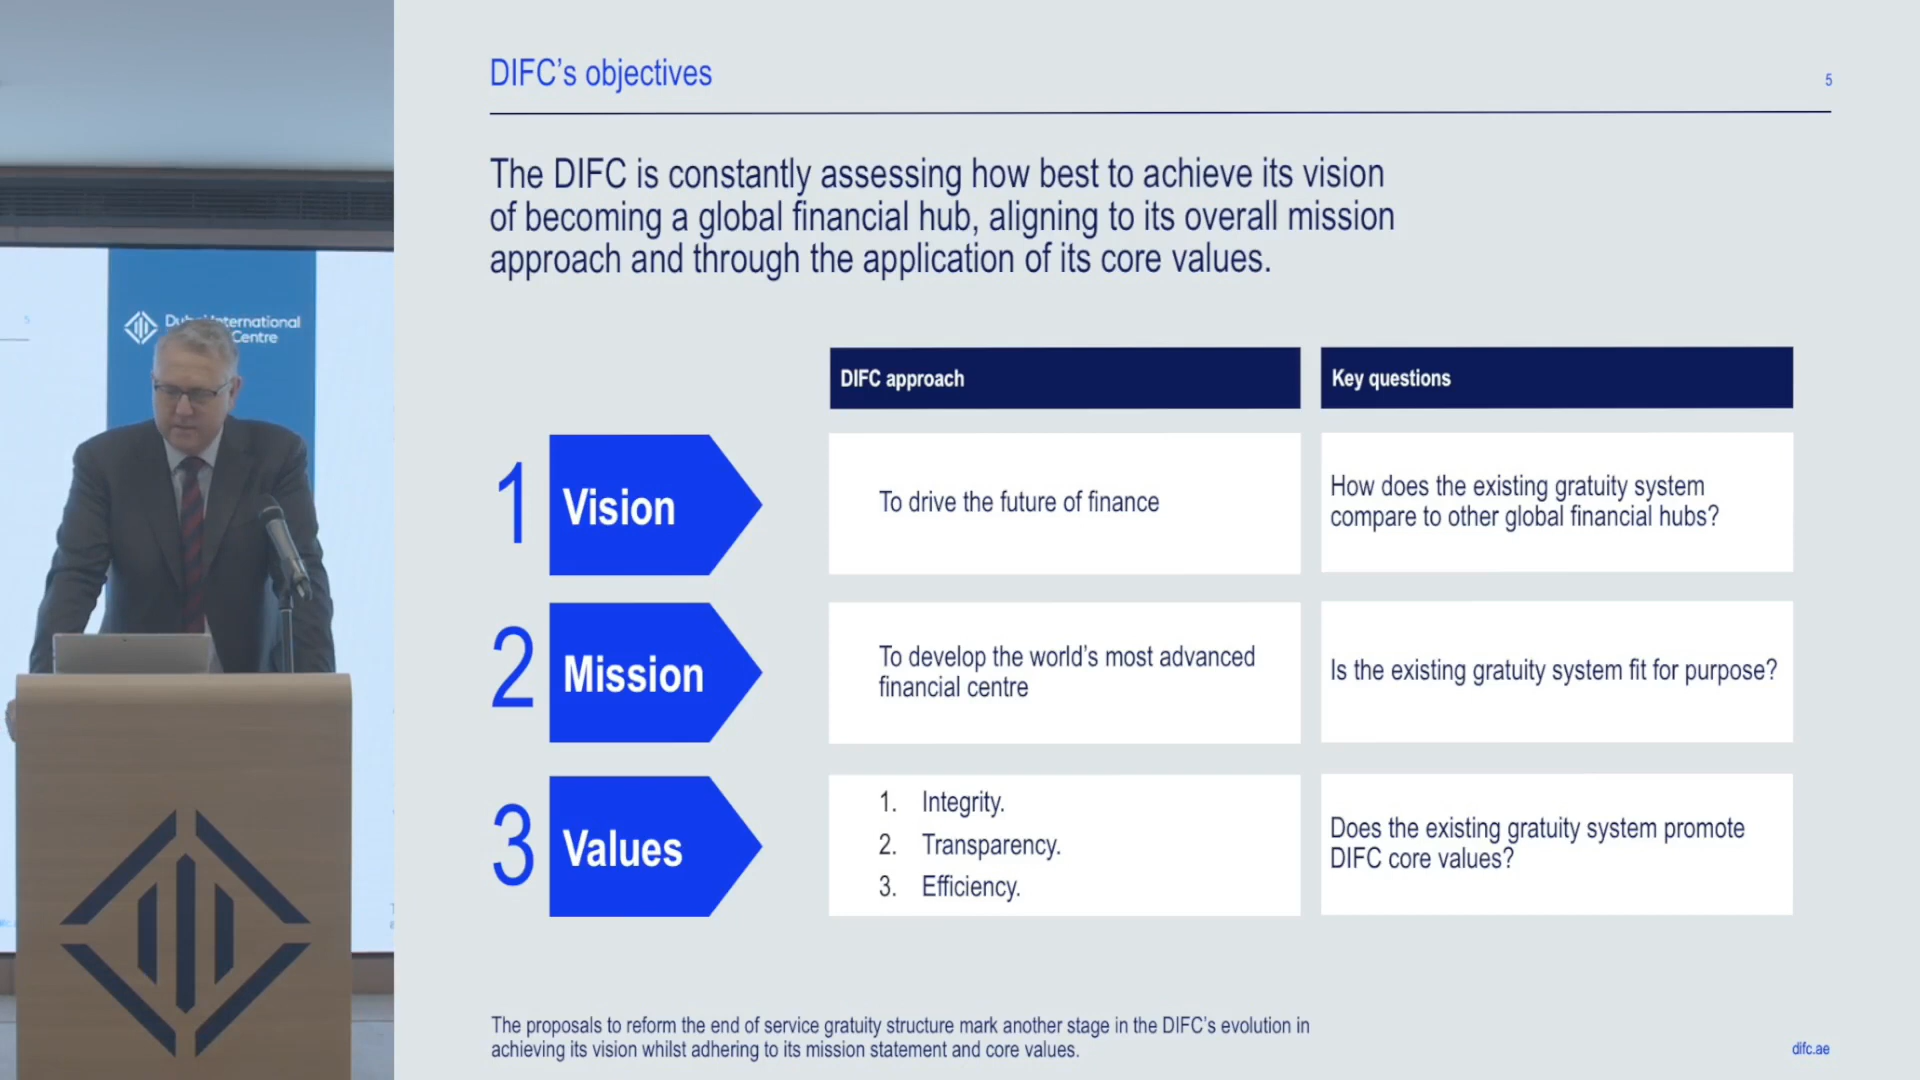 DIFC's objectives
5
The DIFC is constantly assessing how best to achieve its vision
of becoming a global financial hub, aligning to its overall mission
approach and through the application of its core values.
DIFC approach
Key questions
1
Vision
To drive the future of finance
How does the existing gratuity system
compare to other global financial hubs?
2
Mission
To develop the world's most advanced
financial centre
Is the existing gratuity system fit for purpose?
3
Values
1. Integrity.
2. Transparency.
3. Efficiency.
Does the existing gratuity system promote
DIFC core values?
The proposals to reform the end of service gratuity structure mark another stage in the DIFC's evolution in
achieving its vision whilst adhering to its mission statement and core values.
difc.ae
5
International
Centre